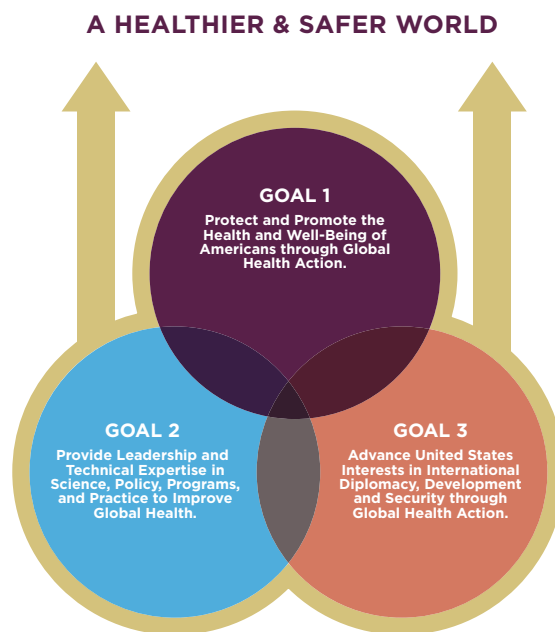 A HEALTHIER & SAFER WORLD
GOAL 1
Protect and Promote the
Health and Well-Being of
Americans through Global
Health Action.
GOAL 2
Provide Leadership and
Technical Expertise in
Science, Policy, Programs,
and Practice to Improve
Global Health.
GOAL 3
Advance United States
Interests in International
Diplomacy, Development
and Security through
Global Health Action.